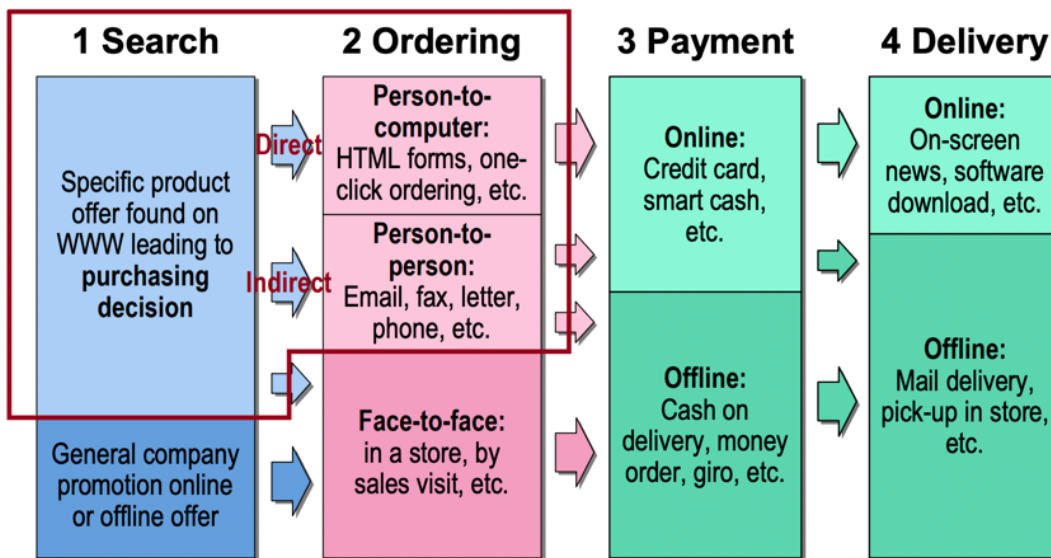 1 Search
2 Ordering
3 Payment
4 Delivery
Specific product
offer found on
WWW leading to
purchasing
decision
General company
promotion online
or offline offer
Direct
Indirect
Person-to-
computer:
HTML forms, one-
click ordering, etc.
Person-to-
person:
Email, fax, letter,
phone, etc.
Face-to-face:
in a store, by
sales visit, etc.
Online:
Credit card,
smart cash,
etc.
Offline:
Cash on
delivery, money
order, giro, etc.
Online:
On-screen
news, software
download, etc.
Offline:
Mail delivery,
pick-up in store,
etc.